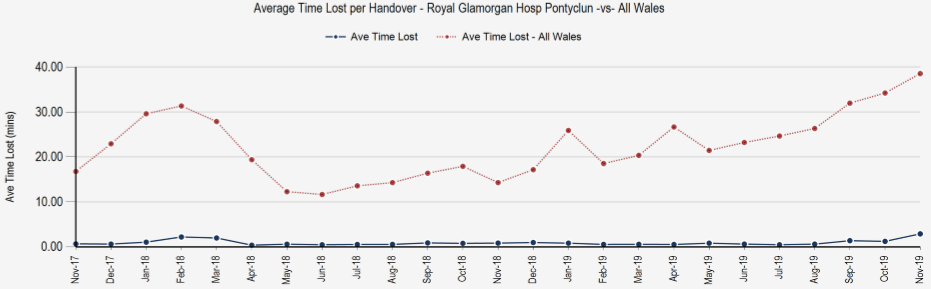 Average Time Lost per Handover - Royal Glamorgan Hosp Pontyclun -vs- All Wales
Ave Time Lost
Ave Time Lost - All Wales
Ave Time Lost (mins)
40.00
30.00
20.00
10.00
0.00
Nov-17
Dec-17
Jan-18
Feb-18
Mar-18
Apr-18
May-18
Jun-18
Jul-18
Aug-18
Sep-18
Oct-18
Nov-18
Dec-18
Jan-19
Feb-19
Mar-19
Apr-19
May-19
Jun-19
Jul-19
Aug-19
Sep-19
Oct-19
Nov-19